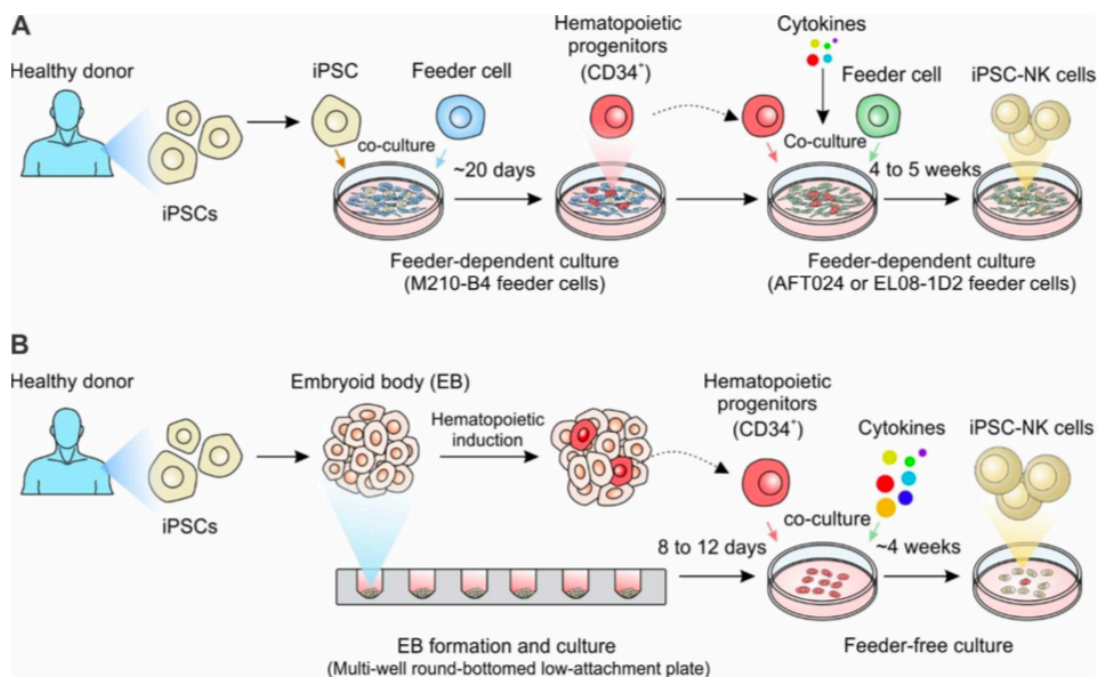 A
Healthy donor
iPSCs
iPSC
Feeder cell
co-culture
~20 days
Hematopoietic
progenitors
(CD34⁺)
Cytokines
Feeder cell
Co-culture
4 to 5 weeks
iPSC-NK cells
Feeder-dependent culture
(M210-B4 feeder cells)
Feeder-dependent culture
(AFT024 or EL08-1D2 feeder cells)
B
Healthy donor
iPSCs
Embryoid body (EB)
Hematopoietic
induction
Hematopoietic
progenitors
(CD34⁺)
Cytokines
iPSC-NK cells
co-culture
8 to 12 days
~4 weeks
EB formation and culture
(Multi-well round-bottomed low-attachment plate)
Feeder-free culture